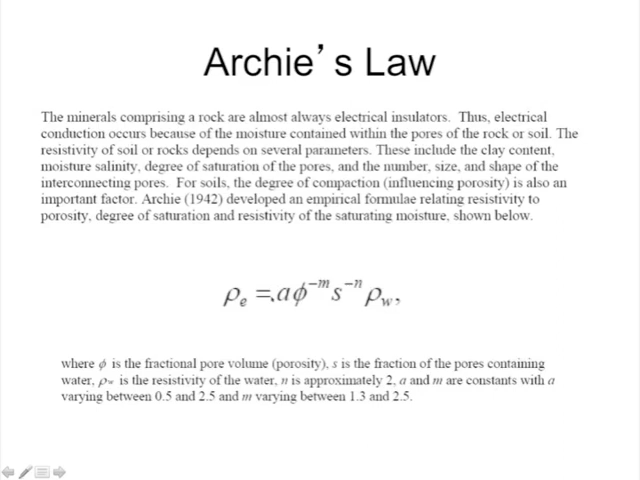 Archie's Law
The minerals comprising a rock are almost always electrical insulators. Thus, electrical
conduction occurs because of the moisture contained within the pores of the rock or soil. The
resistivity of soil or rocks depends on several parameters. These include the clay content,
moisture salinity, degree of saturation of the pores, and the number, size, and shape of the
interconnecting pores. For soils, the degree of compaction (influencing porosity) is also an
important factor. Archie (1942) developed an empirical formulae relating resistivity to
porosity, degree of saturation and resistivity of the saturating moisture, shown below.
ρₑ = aϕ⁻ᵐ s⁻ⁿ ρ_w,
where ϕ is the fractional pore volume (porosity), s is the fraction of the pores containing
water, ρ_w is the resistivity of the water, n is approximately 2, a and m are constants with a
varying between 0.5 and 2.5 and m varying between 1.3 and 2.5.